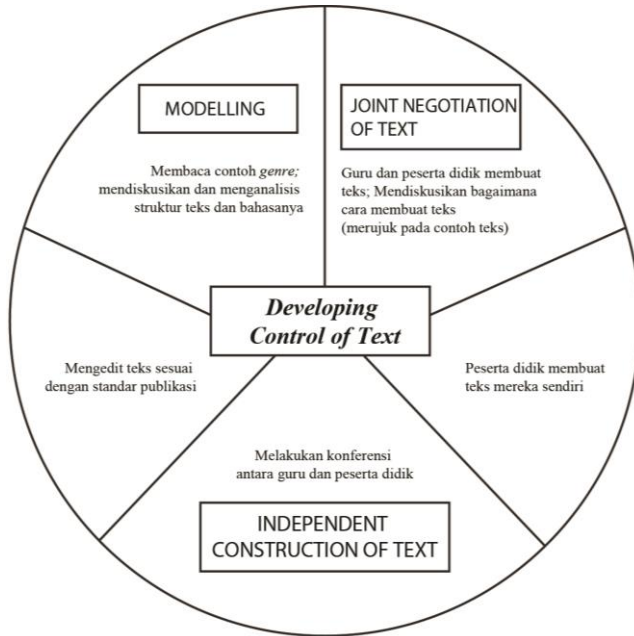 MODELLING
Membaca contoh genre;
mendiskusikan dan menganalisis
struktur teks dan bahasanya
JOINT NEGOTIATION
OF TEXT
Guru dan peserta didik membuat
teks; Mendiskusikan bagaimana
cara membuat teks
(merujuk pada contoh teks)
Developing
Control of Text
Mengedit teks sesuai
dengan standar publikasi
Peserta didik membuat
teks mereka sendiri
Melakukan konferensi
antara guru dan peserta didik
INDEPENDENT
CONSTRUCTION OF TEXT